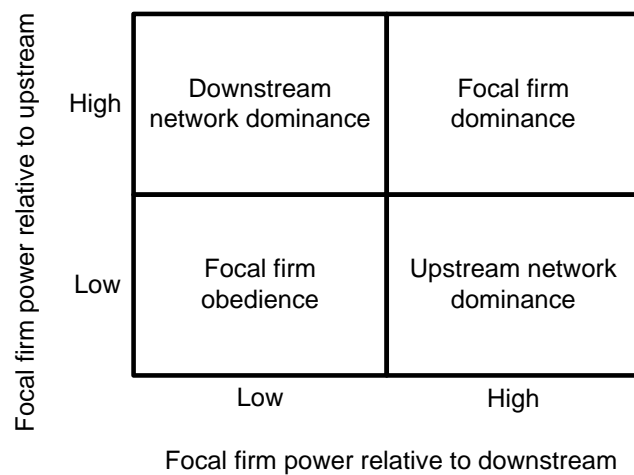 Focal firm power relative to upstream
High
Downstream
network dominance
Focal firm
dominance
Low
Focal firm
obedience
Upstream network
dominance
Low
High
Focal firm power relative to downstream